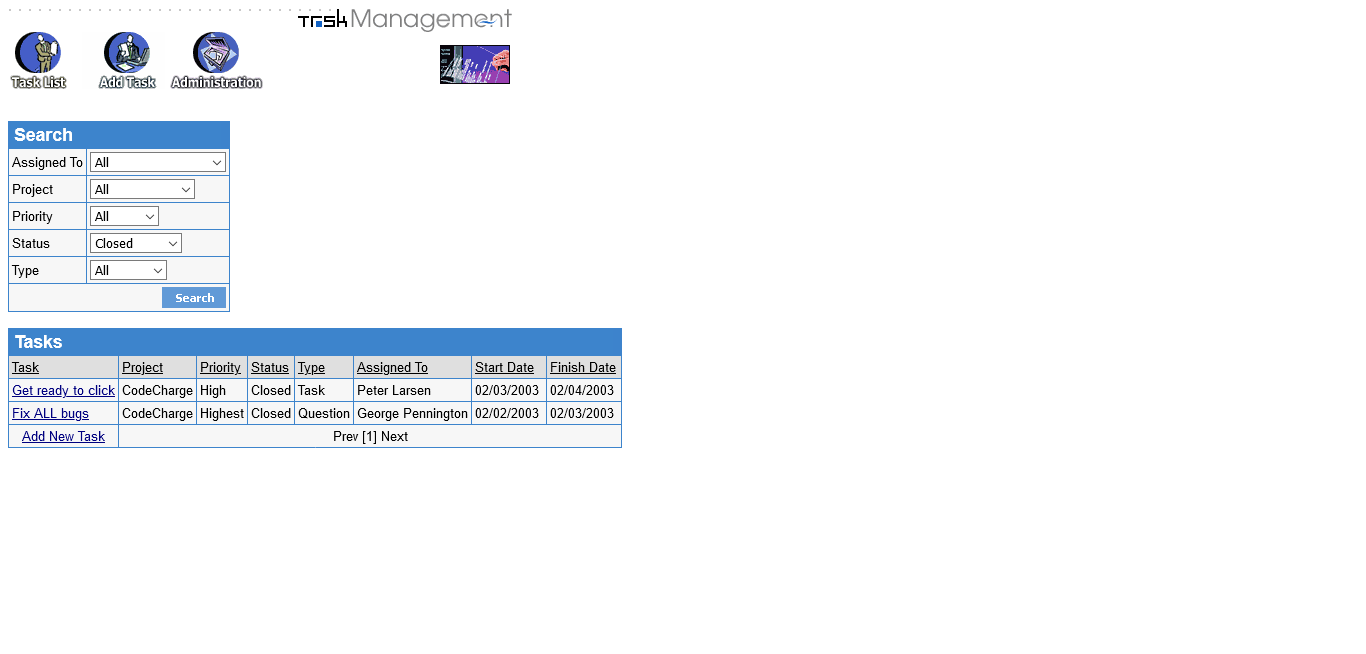 Task Management
Task List Add Task Administration
Search
Assigned To All
Project All
Priority All
Status Closed
Type All
Search
Tasks
Task Project Priority Status Type Assigned To Start Date Finish Date
Get ready to click CodeCharge High Closed Task Peter Larsen 02/03/2003 02/04/2003
Fix ALL bugs CodeCharge Highest Closed Question George Pennington 02/02/2003 02/03/2003
Add New Task Prev [1] Next